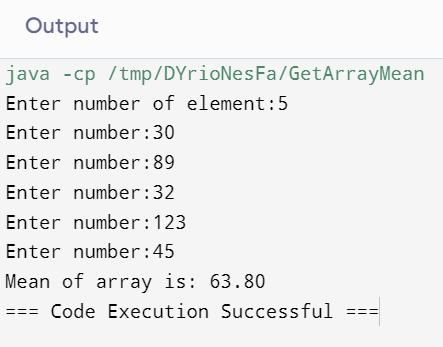 Output
java -cp /tmp/DYrioNesFa/GetArrayMean
Enter number of element:5
Enter number:30
Enter number:89
Enter number:32
Enter number:123
Enter number:45
Mean of array is: 63.80
=== Code Execution Successful ===